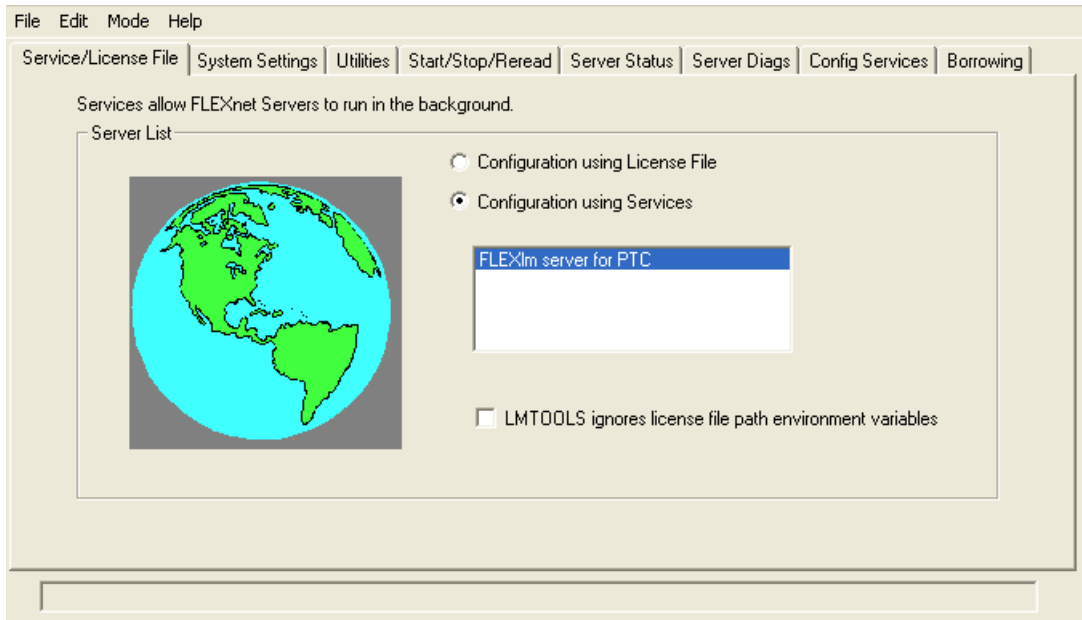 File Edit Mode Help
Service/License File System Settings Utilities Start/Stop/Reread Server Status Server Diags Config Services Borrowing
Services allow FLEXnet Servers to run in the background.
Server List
Configuration using License File
Configuration using Services
FLEXlm server for PTC
LMTOOLS ignores license file path environment variables